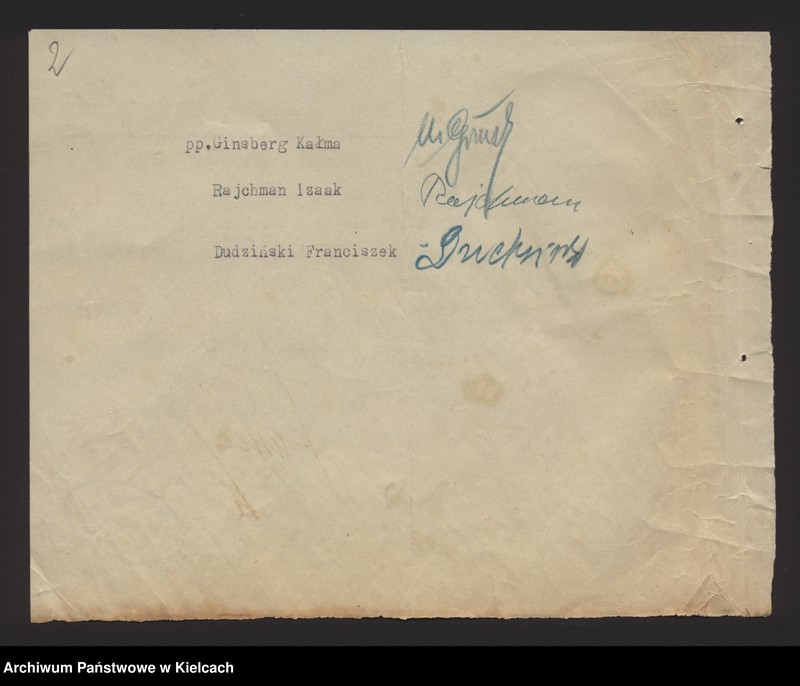 2
pp.Ginsberg Kałma
Rajchman Izaak
Rajchman
Dudziński Franciszek
Archiwum Państwowe w Kielcach